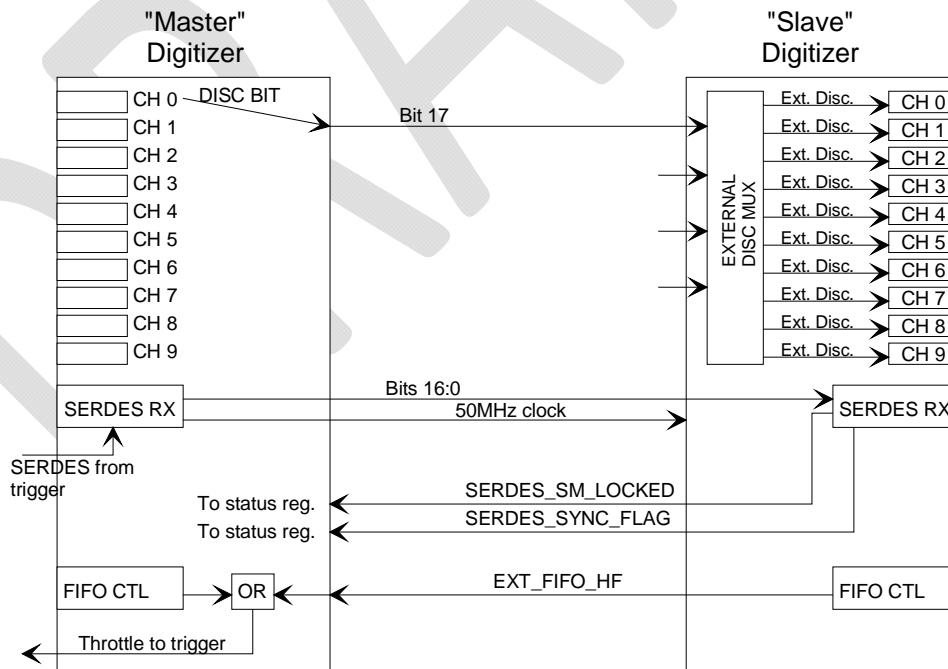 "Master"
Digitizer
"Slave"
Digitizer
CH 0
DISC BIT
Bit 17
CH 1
CH 2
CH 3
CH 4
CH 5
CH 6
CH 7
CH 8
CH 9
EXTERNAL
DISC MUX
Ext. Disc.
CH 0
Ext. Disc.
CH 1
Ext. Disc.
CH 2
Ext. Disc.
CH 3
Ext. Disc.
CH 4
Ext. Disc.
CH 5
Ext. Disc.
CH 6
Ext. Disc.
CH 7
Ext. Disc.
CH 8
Ext. Disc.
CH 9
SERDES RX
Bits 16:0
50MHz clock
SERDES RX
SERDES from
trigger
To status reg.
SERDES_SM_LOCKED
To status reg.
SERDES_SYNC_FLAG
FIFO CTL
OR
EXT_FIFO_HF
FIFO CTL
Throttle to trigger